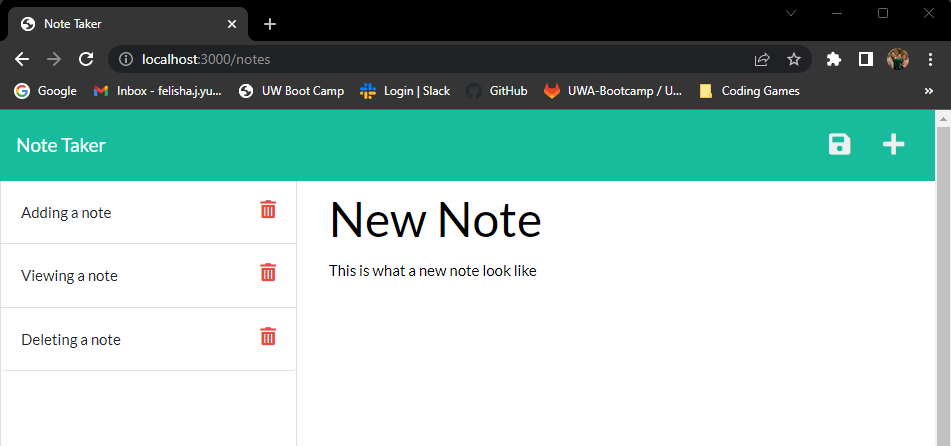 Note Taker
localhost:3000/notes
Google Inbox - felisha.j.yu... UW Boot Camp Login | Slack GitHub UWA-Bootcamp / U... Coding Games »
Note Taker
Adding a note
Viewing a note
Deleting a note
New Note
This is what a new note look like